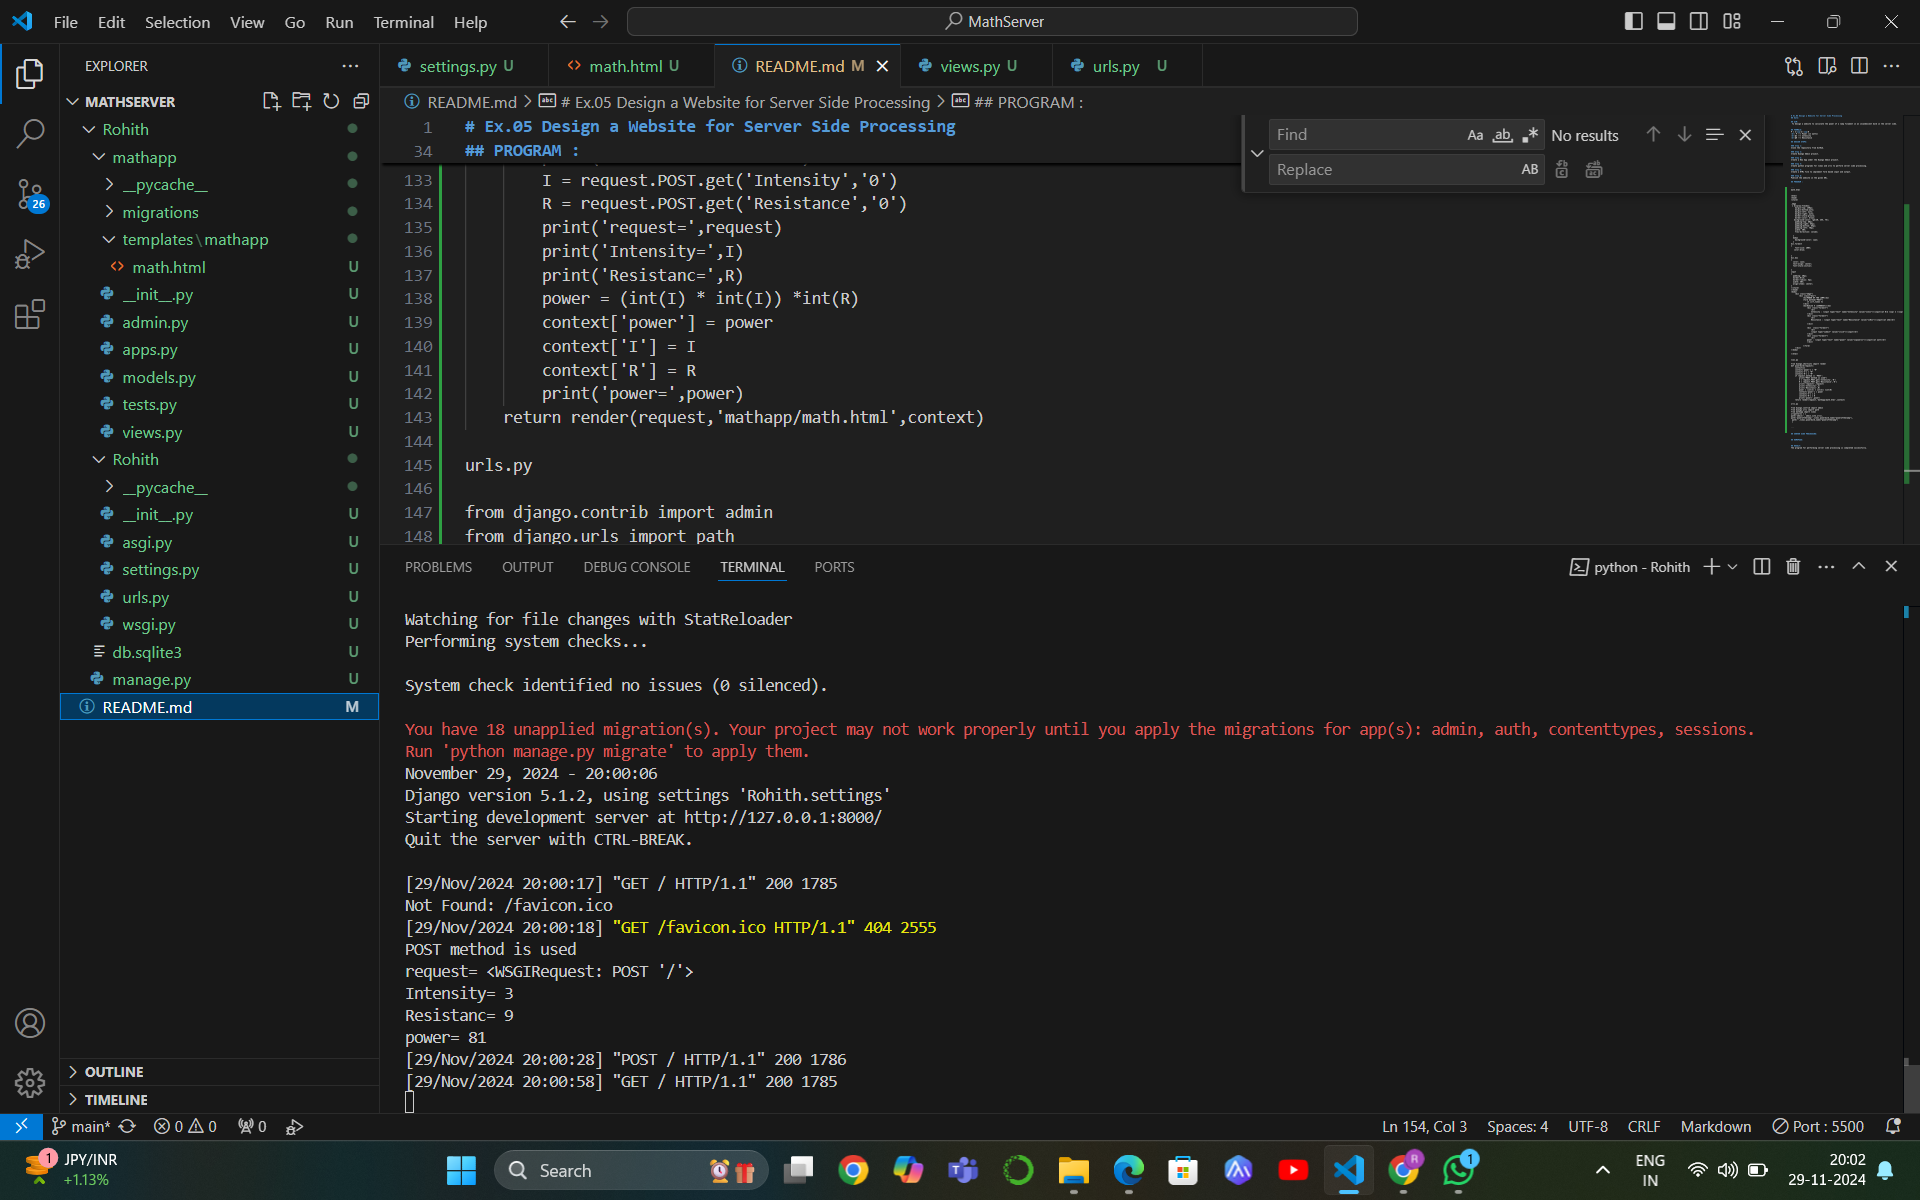 File Edit Selection View Go Run Terminal Help
MathServer
EXPLORER
MATHSERVER
Rohith
mathapp
__pycache__
migrations
templates\mathapp
math.html U
__init__.py U
admin.py U
apps.py U
models.py U
tests.py U
views.py U
Rohith
__pycache__
__init__.py U
asgi.py U
settings.py U
urls.py U
wsgi.py U
db.sqlite3 U
manage.py U
README.md M
OUTLINE
TIMELINE
26
settings.py U
math.html U
README.md M
views.py U
urls.py U
README.md > # Ex.05 Design a Website for Server Side Processing > ## PROGRAM :
1 # Ex.05 Design a Website for Server Side Processing
34 ## PROGRAM :
Find Aa ab No results
Replace AB
133 I = request.POST.get('Intensity','0')
134 R = request.POST.get('Resistance','0')
135 print('request=',request)
136 print('Intensity=',I)
137 print('Resistanc=',R)
138 power = (int(I) * int(I)) *int(R)
139 context['power'] = power
140 context['I'] = I
141 context['R'] = R
142 print('power=',power)
143 return render(request,'mathapp/math.html',context)
144
145 urls.py
146
147 from django.contrib import admin
148 from django.urls import path
PROBLEMS OUTPUT DEBUG CONSOLE TERMINAL PORTS
python - Rohith
Watching for file changes with StatReloader
Performing system checks...
System check identified no issues (0 silenced).
You have 18 unapplied migration(s). Your project may not work properly until you apply the migrations for app(s): admin, auth, contenttypes, sessions.
Run 'python manage.py migrate' to apply them.
November 29, 2024 - 20:00:06
Django version 5.1.2, using settings 'Rohith.settings'
Starting development server at http://127.0.0.1:8000/
Quit the server with CTRL-BREAK.
[29/Nov/2024 20:00:17] "GET / HTTP/1.1" 200 1785
Not Found: /favicon.ico
[29/Nov/2024 20:00:18] "GET /favicon.ico HTTP/1.1" 404 2555
POST method is used
request= <WSGIRequest: POST '/'>
Intensity= 3
Resistanc= 9
power= 81
[29/Nov/2024 20:00:28] "POST / HTTP/1.1" 200 1786
[29/Nov/2024 20:00:58] "GET / HTTP/1.1" 200 1785
main* 0 0 0
Ln 154, Col 3 Spaces: 4 UTF-8 CRLF Markdown Port : 5500
1 JPY/INR
+1.13%
Search
R
1
ENG
IN
20:02
29-11-2024